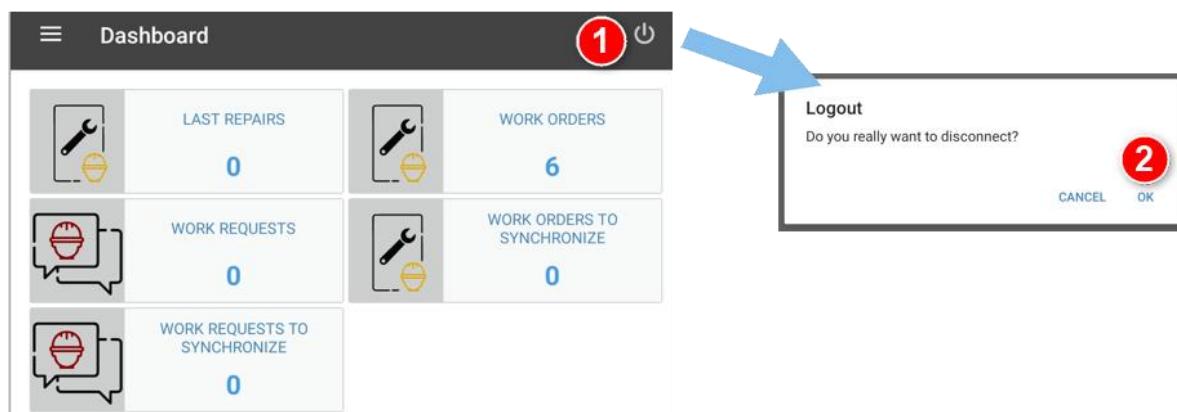 Dashboard
1
LAST REPAIRS
0
WORK ORDERS
6
WORK REQUESTS
0
WORK ORDERS TO
SYNCHRONIZE
0
WORK REQUESTS TO
SYNCHRONIZE
0
Logout
Do you really want to disconnect?
2
CANCEL OK